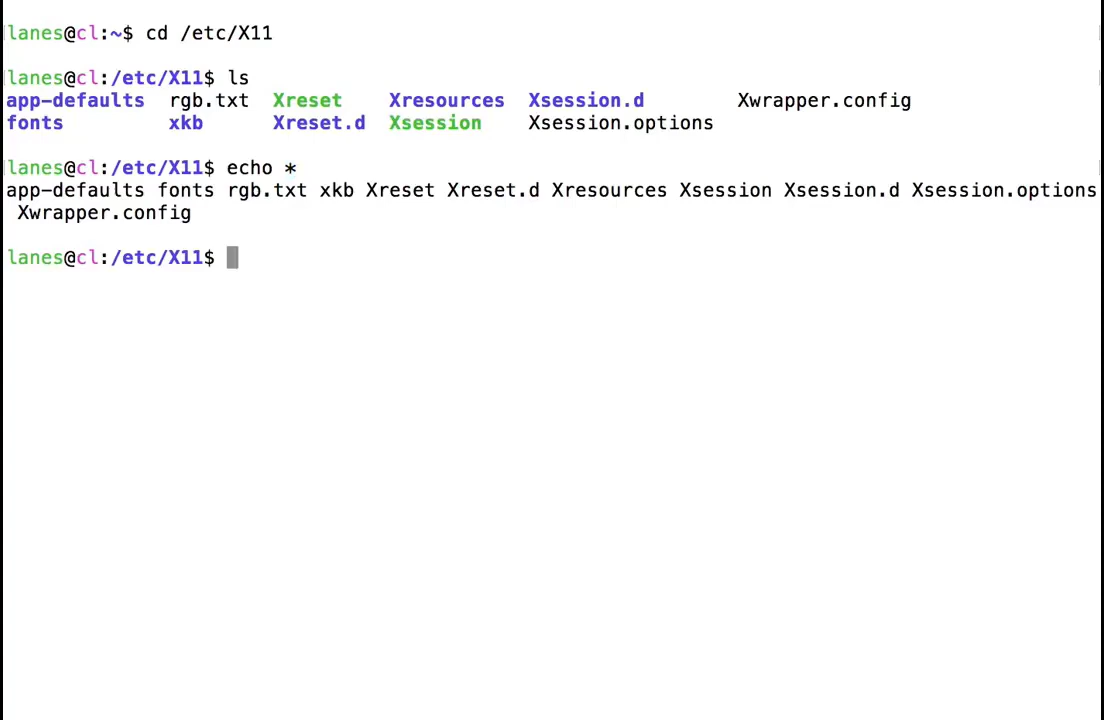 lanes@cl:~$ cd /etc/X11
lanes@cl:/etc/X11$ ls
app-defaults  rgb.txt  Xreset    Xresources  Xsession.d        Xwrapper.config
fonts         xkb      Xreset.d  Xsession    Xsession.options
lanes@cl:/etc/X11$ echo *
app-defaults fonts rgb.txt xkb Xreset Xreset.d Xresources Xsession Xsession.d Xsession.options
 Xwrapper.config
lanes@cl:/etc/X11$